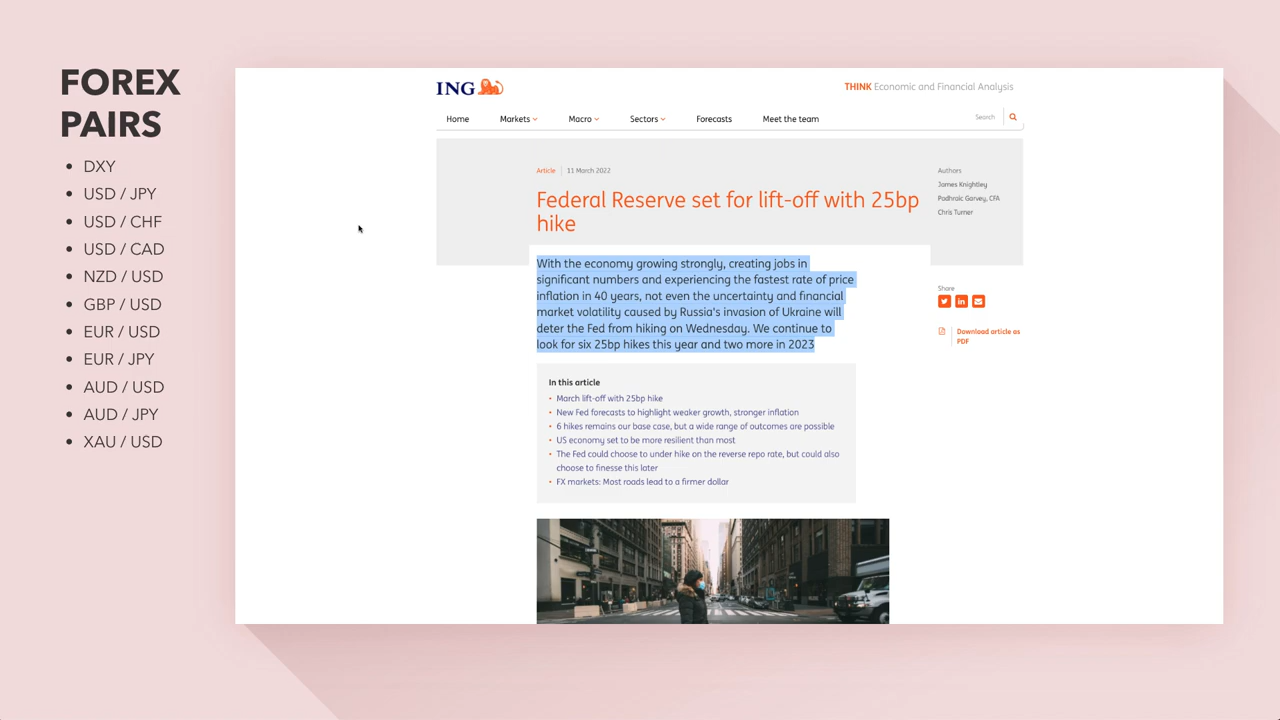 FOREX
PAIRS
• DXY
• USD / JPY
• USD / CHF
• USD / CAD
• NZD / USD
• GBP / USD
• EUR / USD
• EUR / JPY
• AUD / USD
• AUD / JPY
• XAU / USD
ING
THINK Economic and Financial Analysis
Home Markets Macro Sectors Forecasts Meet the team Search
Article 11 March 2022
Federal Reserve set for lift-off with 25bp
hike
Authors
James Knightley
Padhraic Garvey, CFA
Chris Turner
With the economy growing strongly, creating jobs in
significant numbers and experiencing the fastest rate of price
inflation in 40 years, not even the uncertainty and financial
market volatility caused by Russia's invasion of Ukraine will
deter the Fed from hiking on Wednesday. We continue to
look for six 25bp hikes this year and two more in 2023
Share
Download article as
PDF
In this article
• March lift-off with 25bp hike
• New Fed forecasts to highlight weaker growth, stronger inflation
• 6 hikes remains our base case, but a wide range of outcomes are possible
• US economy set to be more resilient than most
• The Fed could choose to under hike on the reverse repo rate, but could also
choose to finesse this later
• FX markets: Most roads lead to a firmer dollar